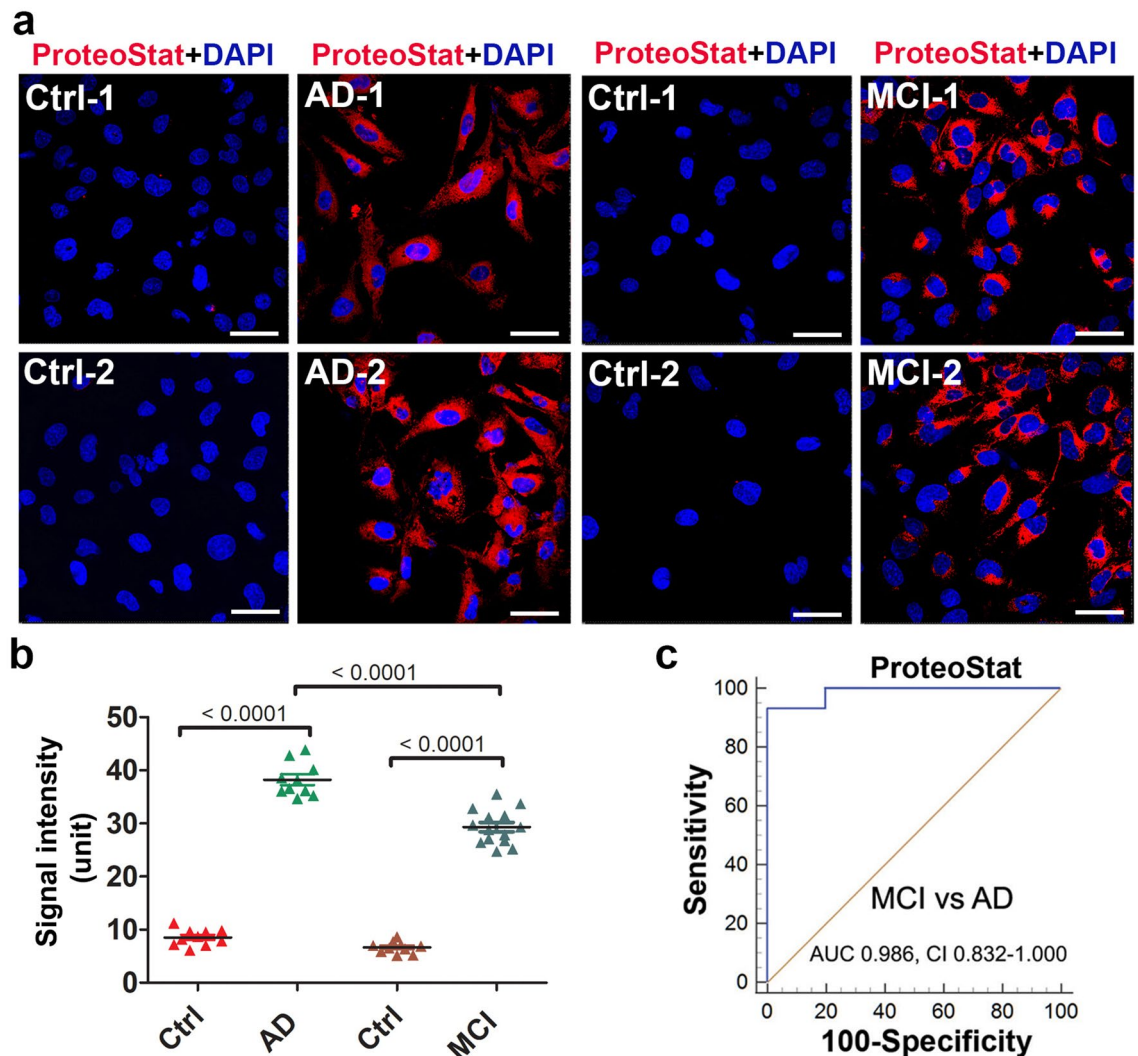 a
ProteoStat+DAPI ProteoStat+DAPI ProteoStat+DAPI ProteoStat+DAPI
Ctrl-1 AD-1 Ctrl-1 MCI-1
Ctrl-2 AD-2 Ctrl-2 MCI-2
b
< 0.0001
< 0.0001
< 0.0001
50
40
30
20
10
0
Signal intensity
(unit)
Ctrl AD Ctrl MCI
c
ProteoStat
100
80
60
40
20
0
Sensitivity
MCI vs AD
AUC 0.986, CI 0.832-1.000
0 20 40 60 80 100
100-Specificity